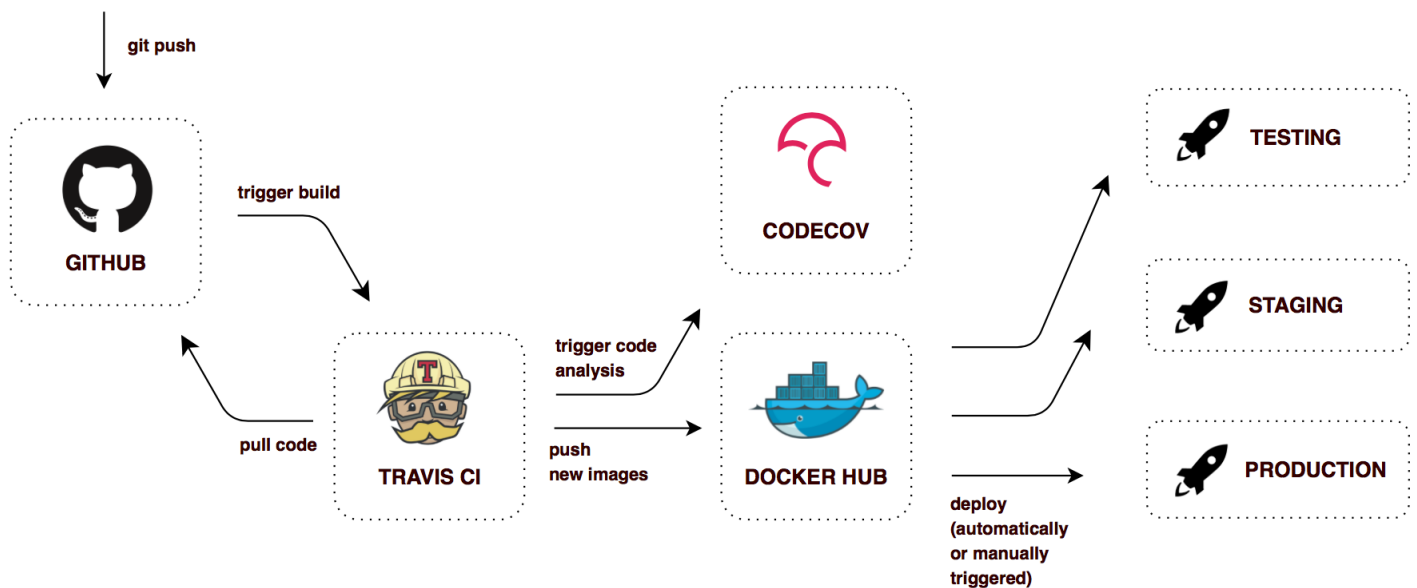 git push
GITHUB
trigger build
pull code
T
TRAVIS CI
trigger code
analysis
push
new images
CODECOV
DOCKER HUB
deploy
(automatically
or manually
triggered)
TESTING
STAGING
PRODUCTION